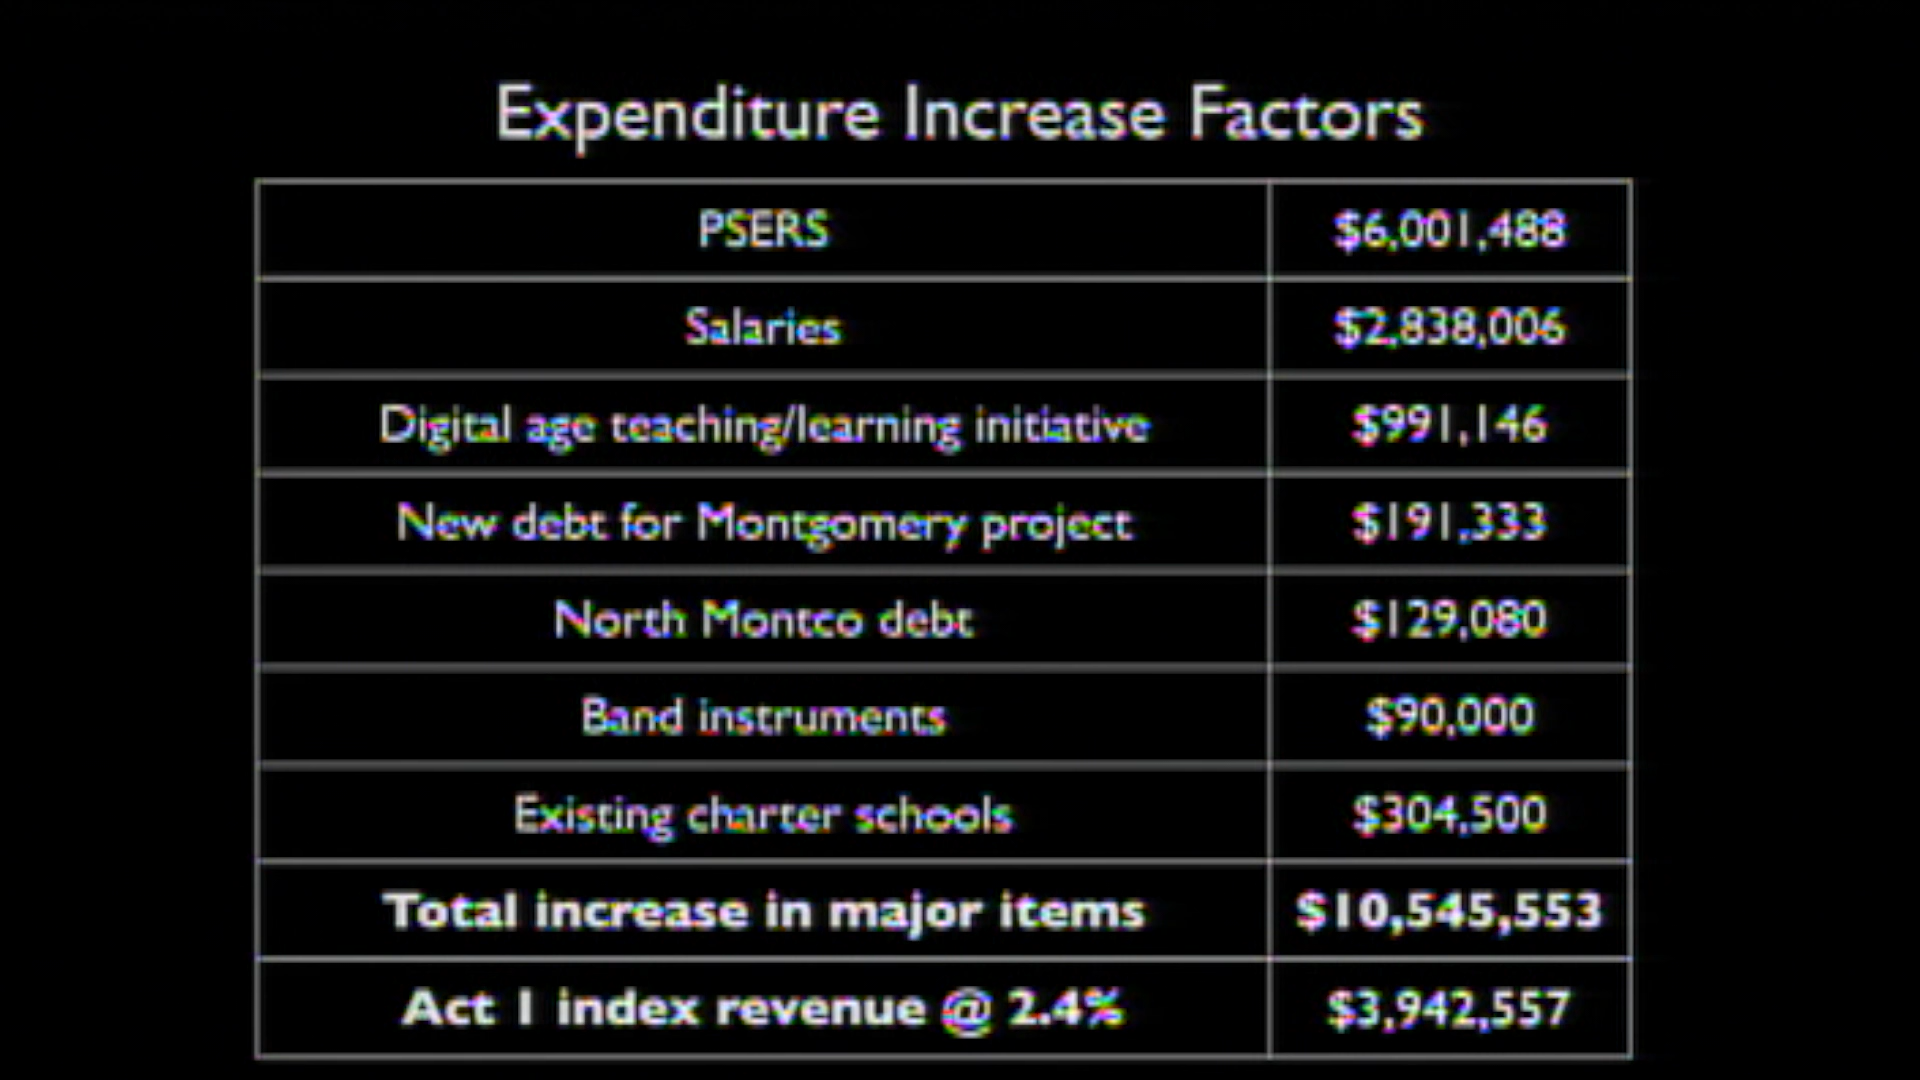 Expenditure Increase Factors
PSERS $6,001,488
Salaries $2,838,006
Digital age teaching/learning initiative $991,146
New debt for Montgomery project $191,333
North Montco debt $129,080
Band instruments $90,000
Existing charter schools $304,500
Total increase in major items $10,545,553
Act 1 index revenue @ 2.4% $3,942,557